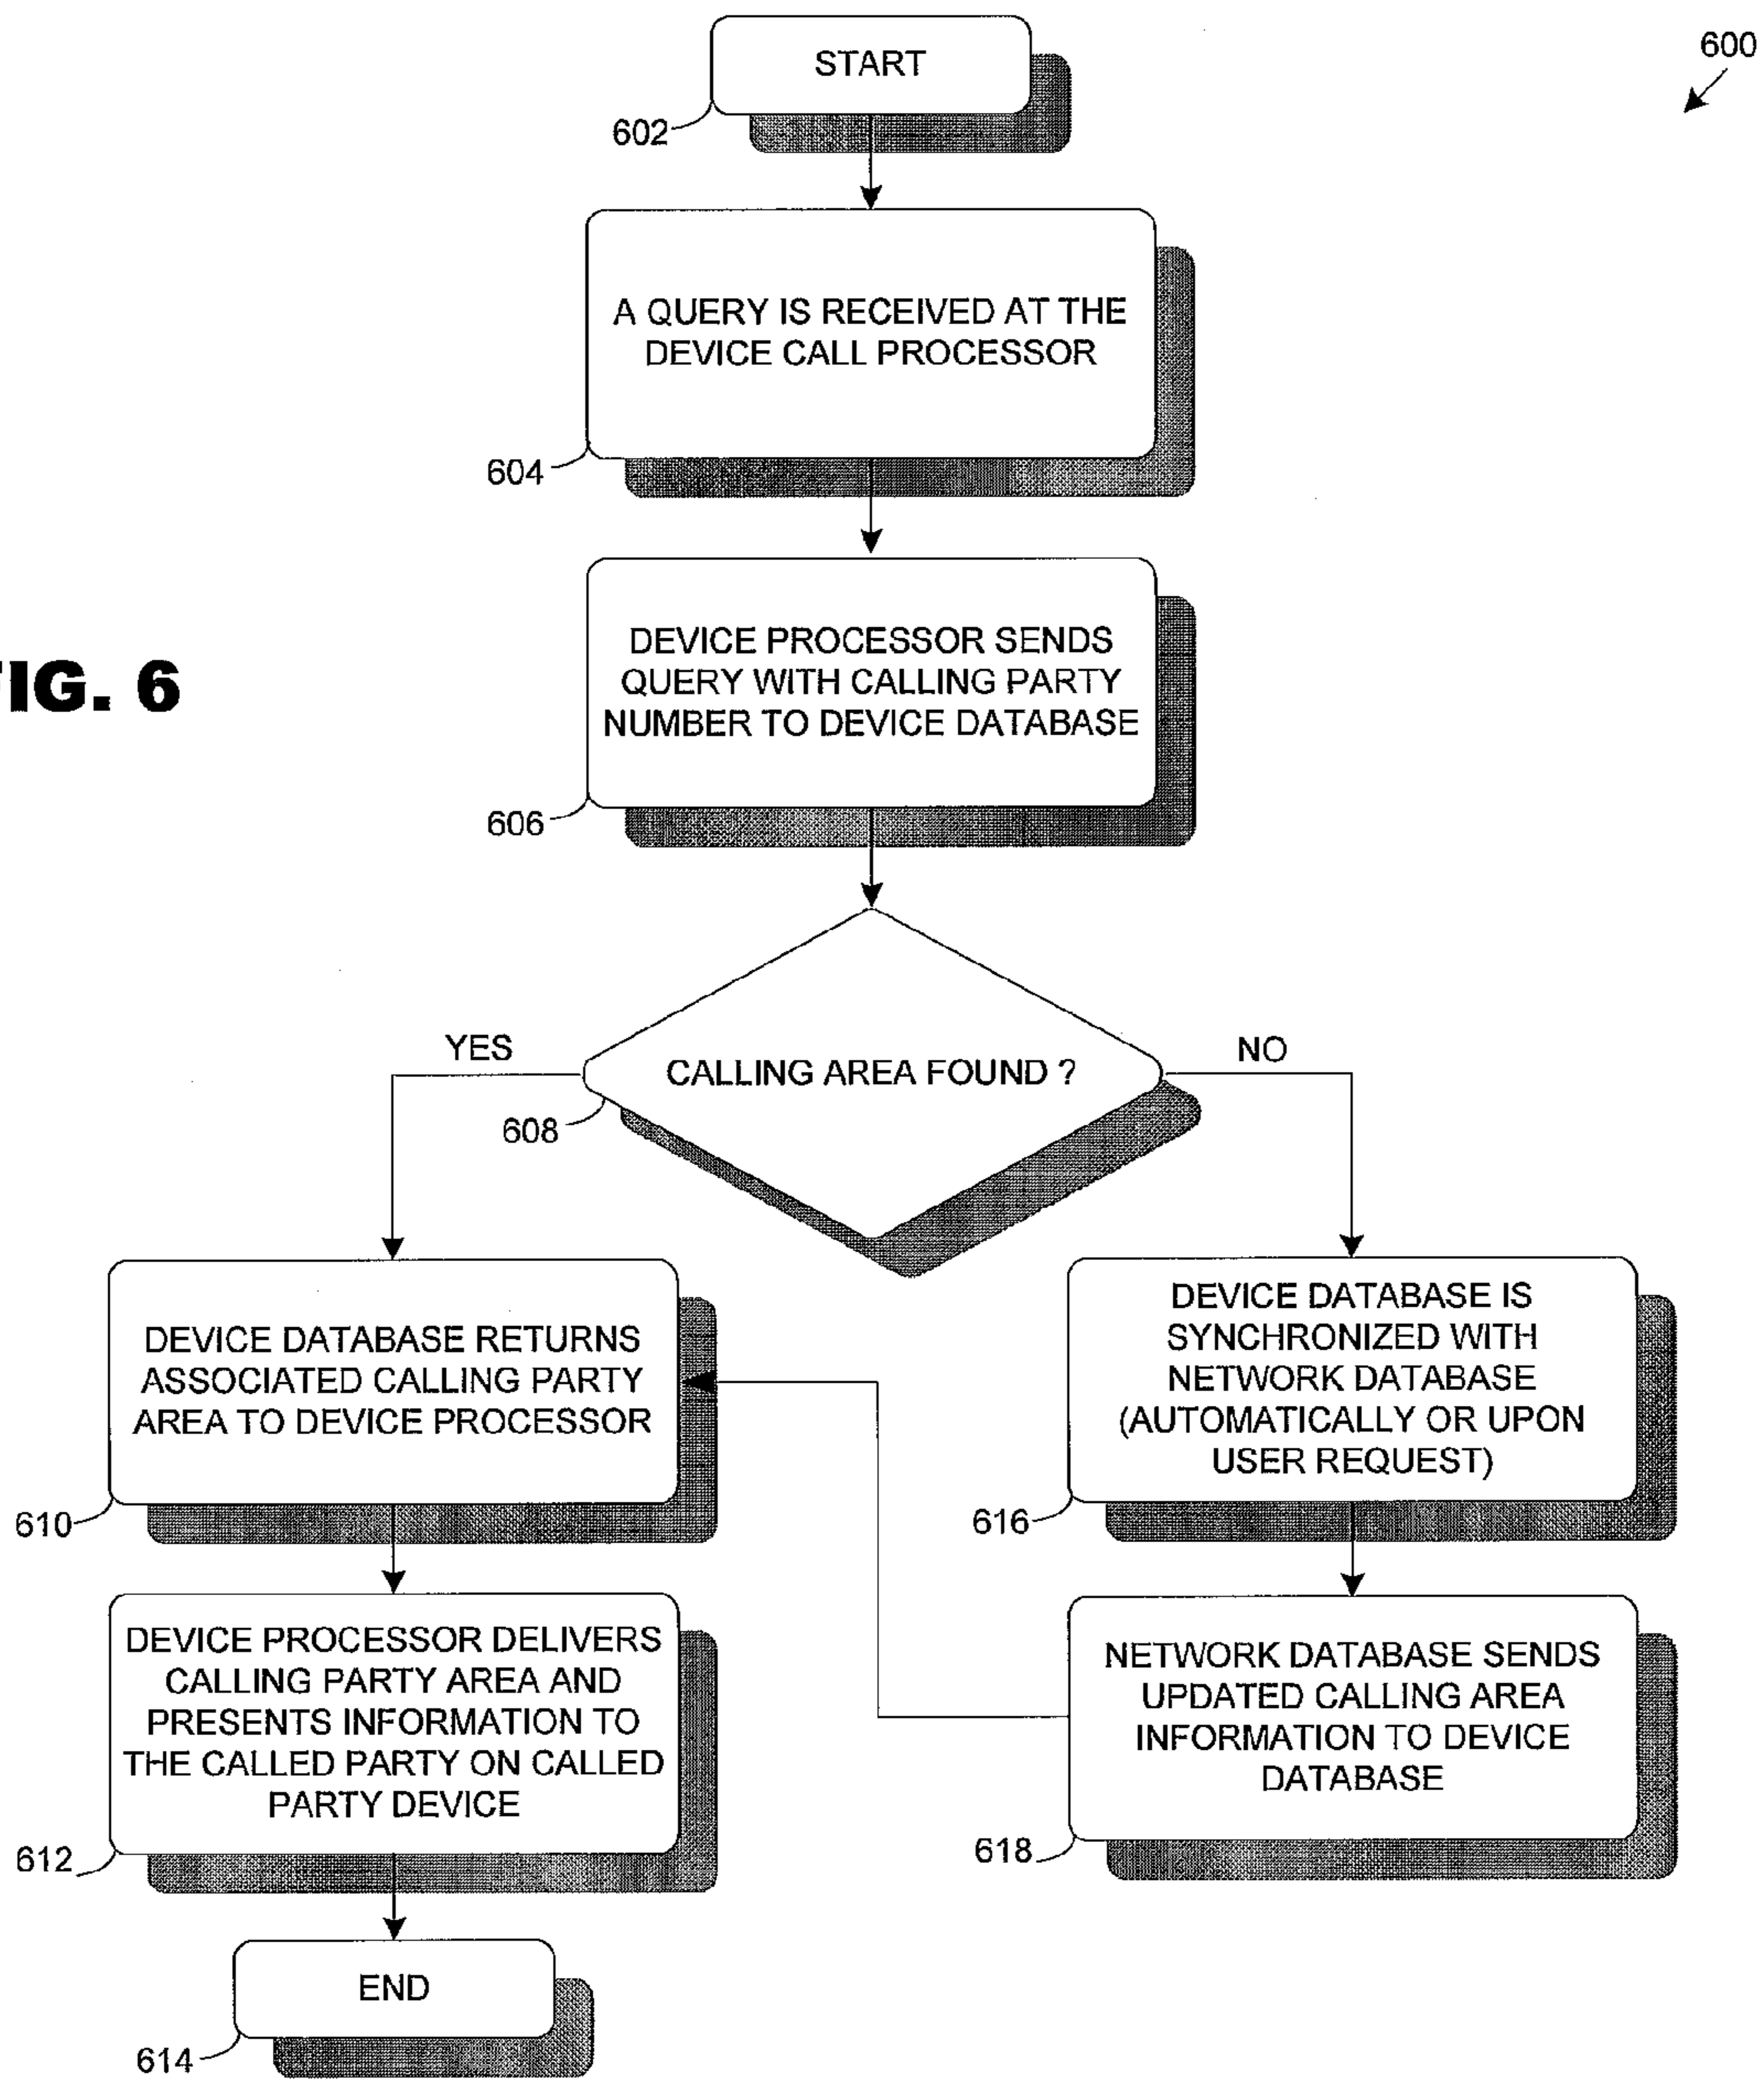 600
START
602
A QUERY IS RECEIVED AT THE
DEVICE CALL PROCESSOR
604
FIG. 6
DEVICE PROCESSOR SENDS
QUERY WITH CALLING PARTY
NUMBER TO DEVICE DATABASE
606
CALLING AREA FOUND ?
608
YES
NO
DEVICE DATABASE RETURNS
ASSOCIATED CALLING PARTY
AREA TO DEVICE PROCESSOR
610
DEVICE DATABASE IS
SYNCHRONIZED WITH
NETWORK DATABASE
(AUTOMATICALLY OR UPON
USER REQUEST)
616
DEVICE PROCESSOR DELIVERS
CALLING PARTY AREA AND
PRESENTS INFORMATION TO
THE CALLED PARTY ON CALLED
PARTY DEVICE
612
NETWORK DATABASE SENDS
UPDATED CALLING AREA
INFORMATION TO DEVICE
DATABASE
618
END
614